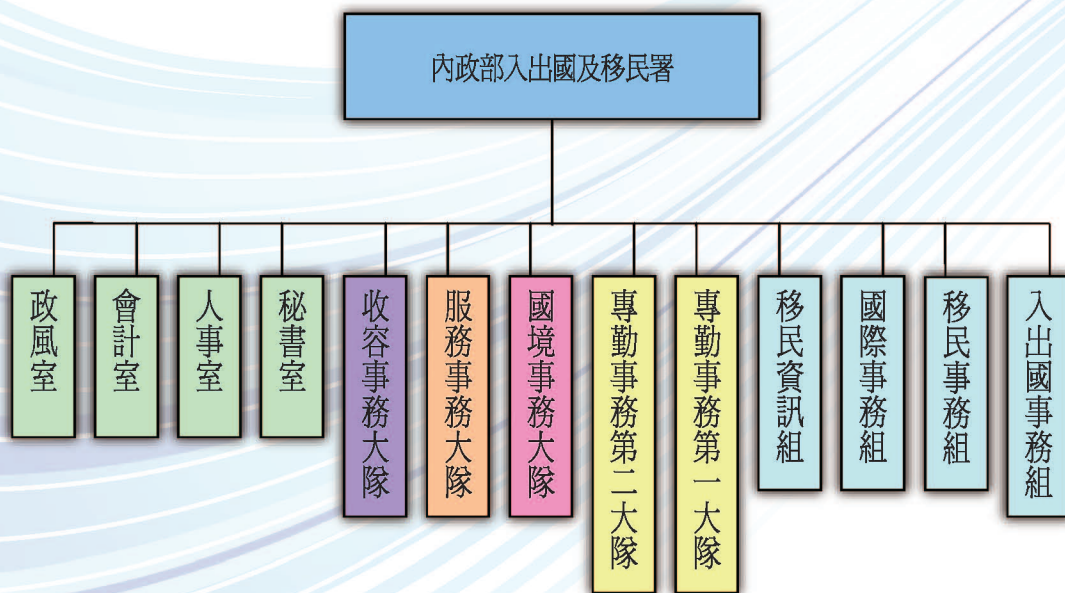 內政部入出國及移民署
政風室
會計室
人事室
秘書室
收容事務大隊
服務事務大隊
國境事務大隊
專勤事務第二大隊
專勤事務第一大隊
移民資訊組
國際事務組
移民事務組
入出國事務組